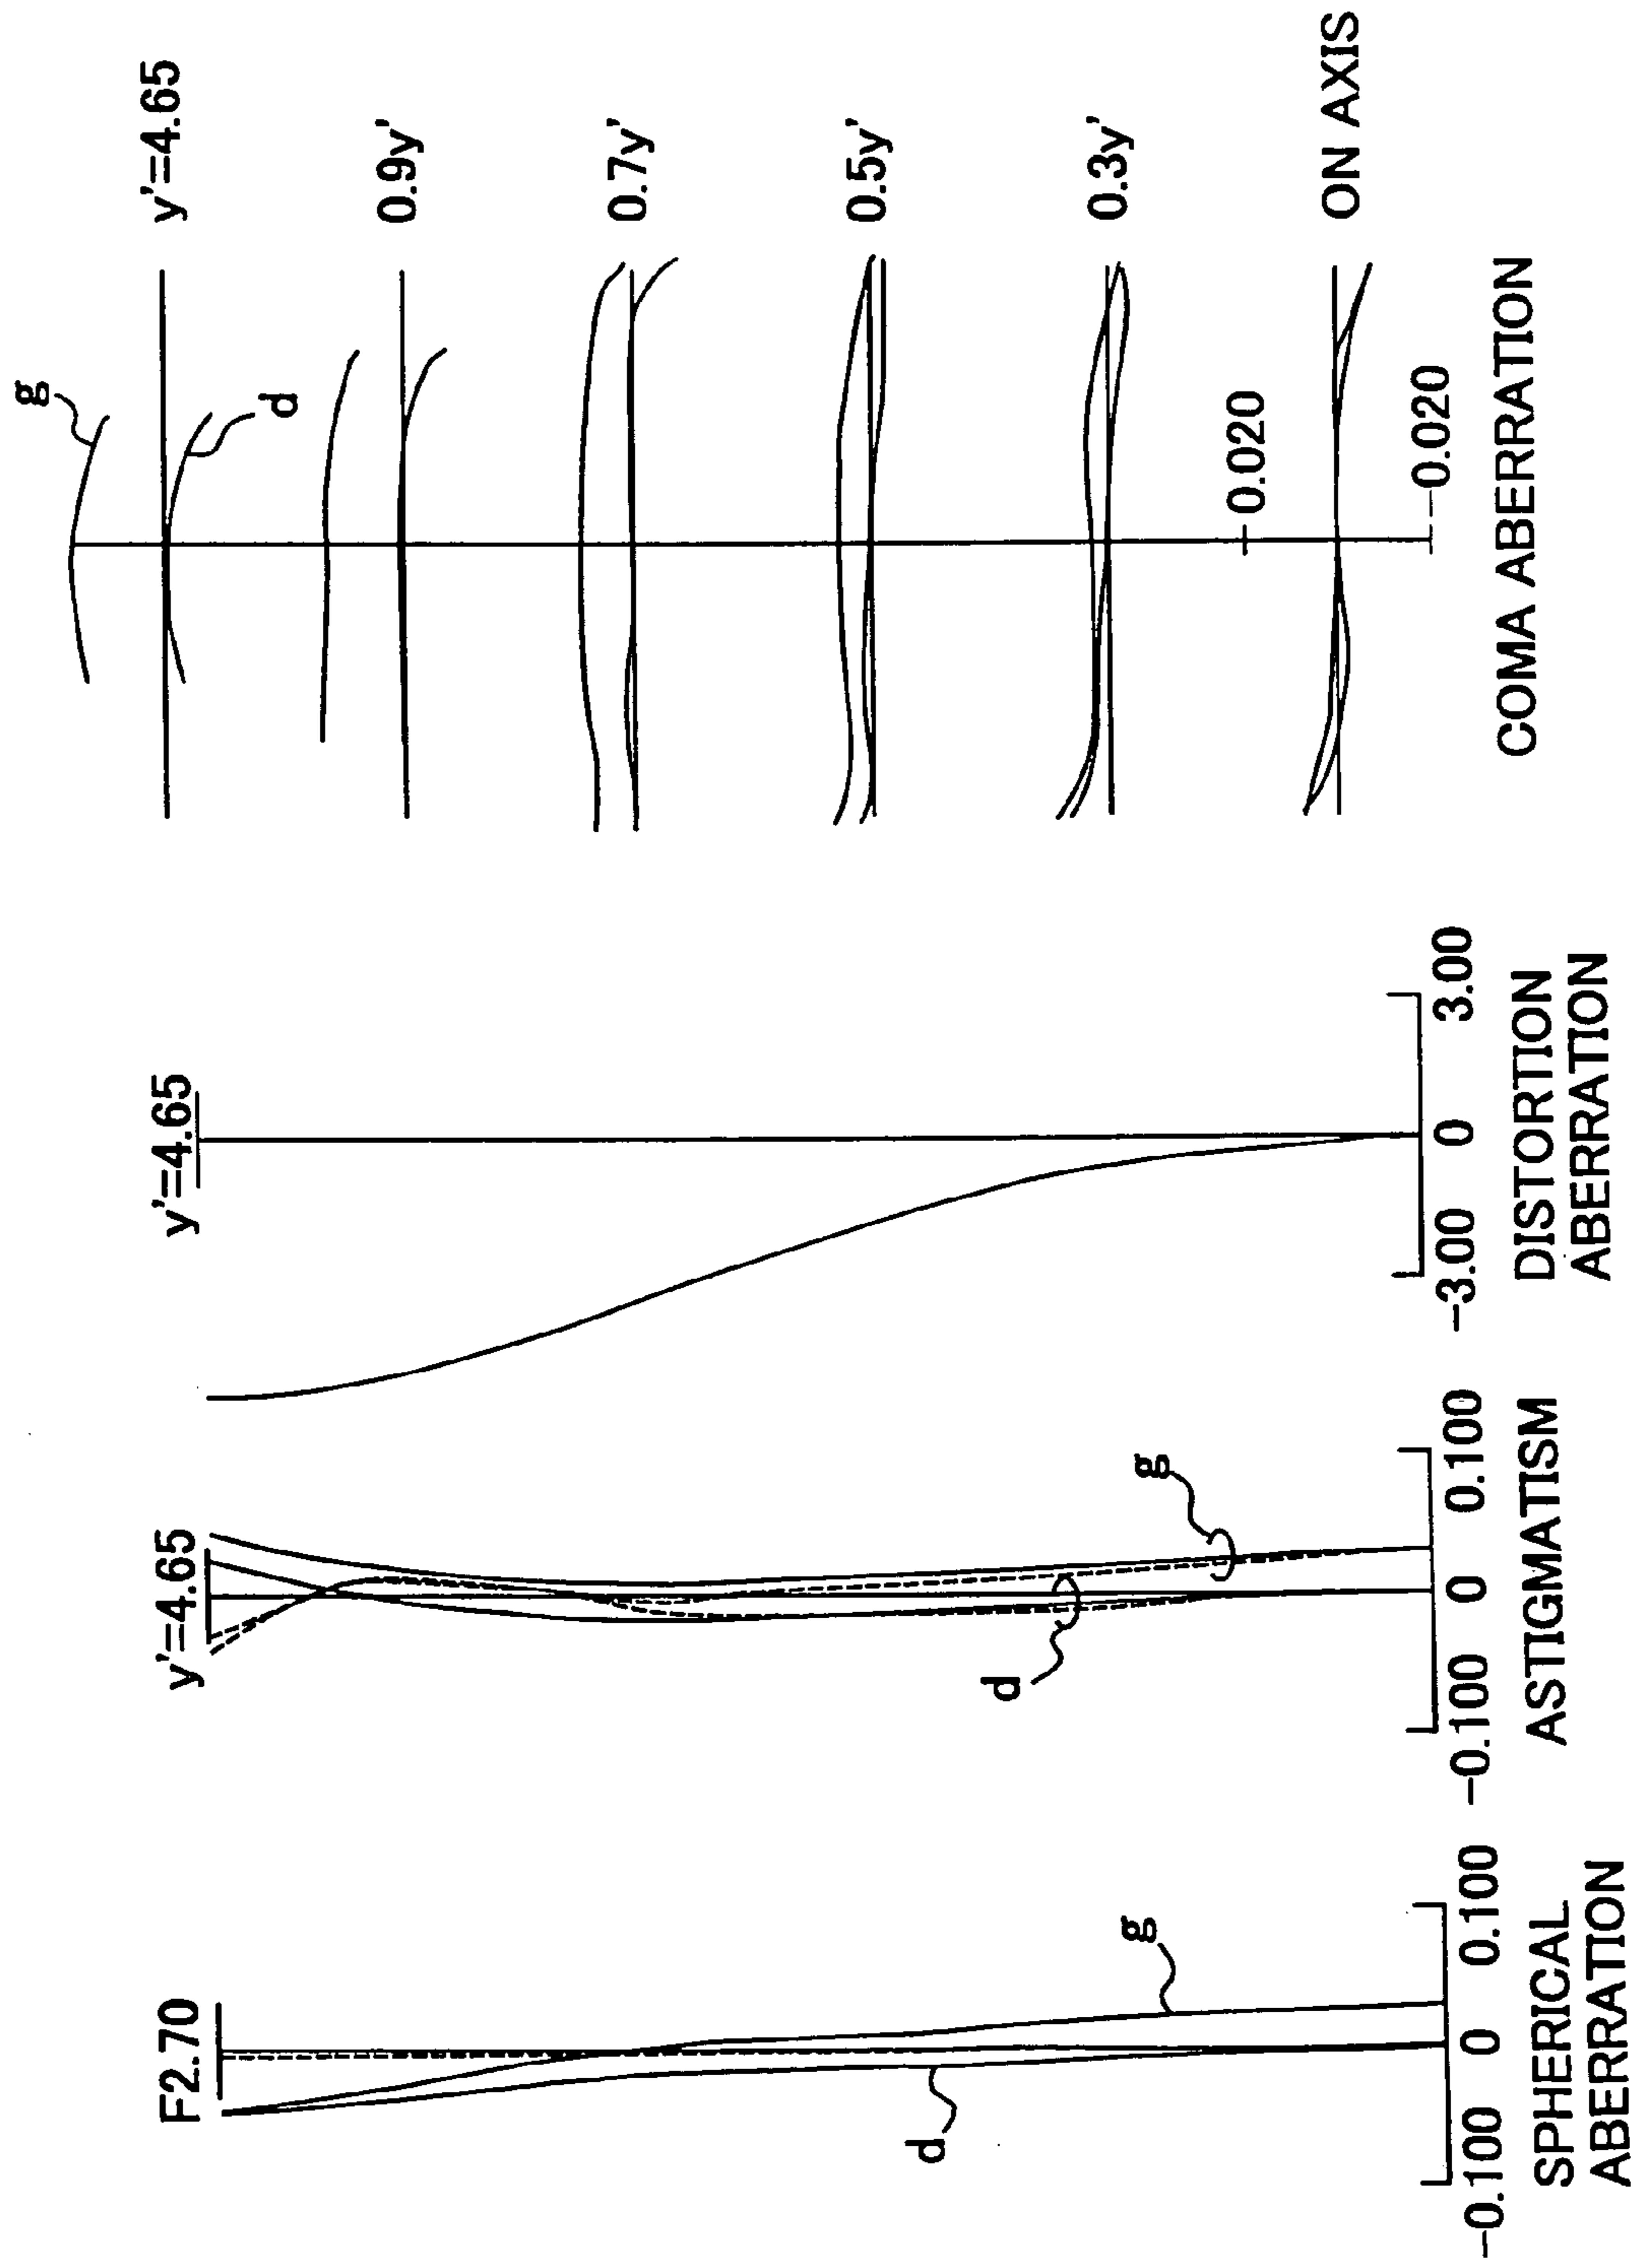 F2.70
g
d
-0.100 0 0.100
SPHERICAL
ABERRATION
y'=4.65
g
d
-0.100 0 0.100
ASTIGMATISM
y'=4.65
-3.00 0 3.00
DISTORTION
ABERRATION
g
d
y'=4.65
0.9y'
0.7y'
0.5y'
0.3y'
0.020
ON AXIS
-0.020
COMA ABERRATION